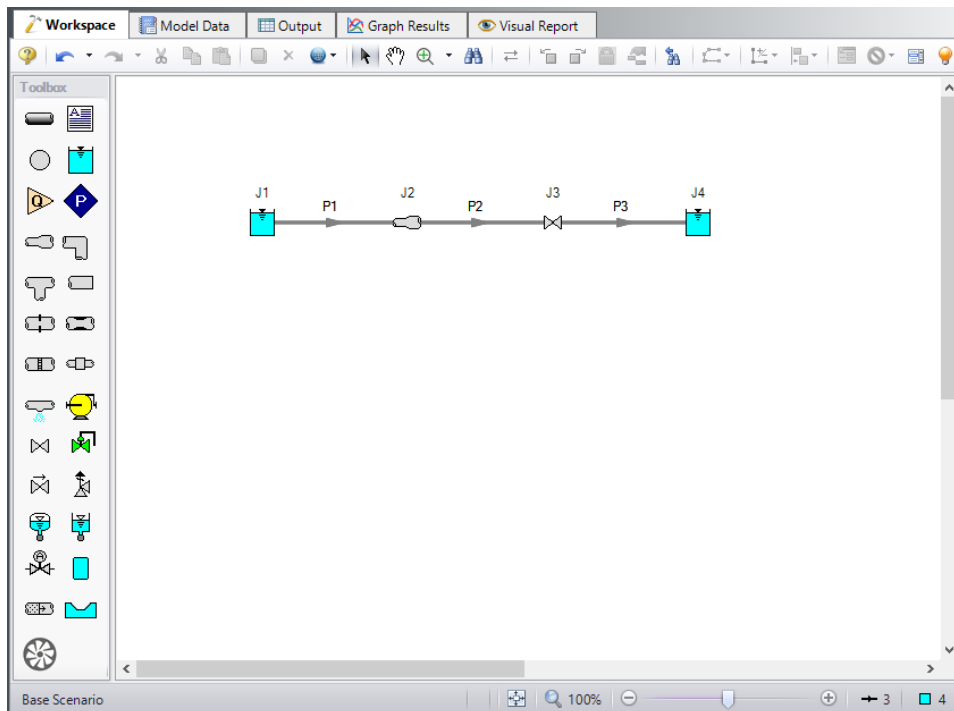 Workspace Model Data Output Graph Results Visual Report
Toolbox
A
Q P
J1 J2 J3 J4
P1 P2 P3
A
Base Scenario 100% 3 4